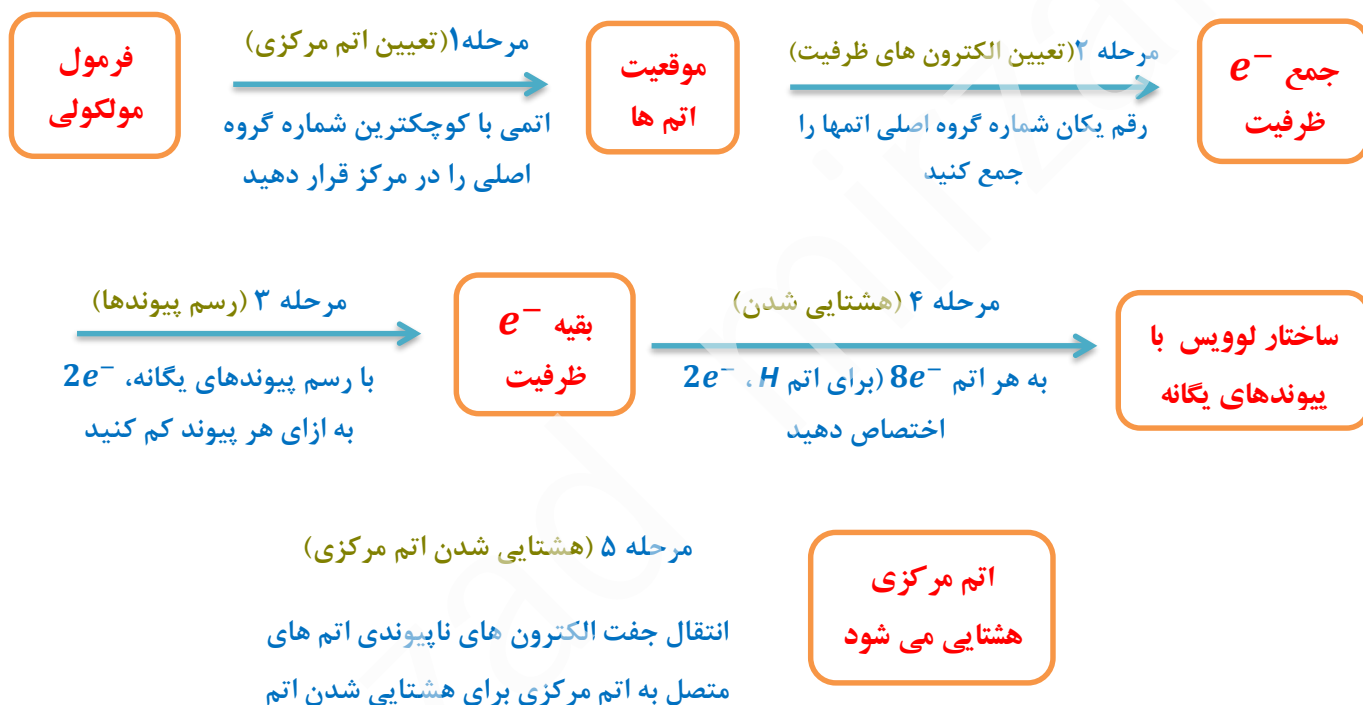 فرمول
مولکولی
مرحله۱(تعیین اتم مرکزی)
اتمی با کوچکترین شماره گروه
اصلی را در مرکز قرار دهید
موقعیت
اتم ها
مرحله ۲(تعیین الکترون های ظرفیت)
رقم یکان شماره گروه اصلی اتمها را
جمع کنید
جمع e⁻
ظرفیت
مرحله ۳ (رسم پیوندها)
با رسم پیوندهای یگانه، 2e⁻
به ازای هر پیوند کم کنید
بقیه e⁻
ظرفیت
مرحله ۴ (هشتایی شدن)
به هر اتم 8e⁻ (برای اتم H ، 2e⁻
اختصاص دهید
ساختار لوویس با
پیوندهای یگانه
مرحله ۵ (هشتایی شدن اتم مرکزی)
انتقال جفت الکترون های ناپیوندی اتم های
متصل به اتم مرکزی برای هشتایی شدن اتم
اتم مرکزی
هشتایی می شود